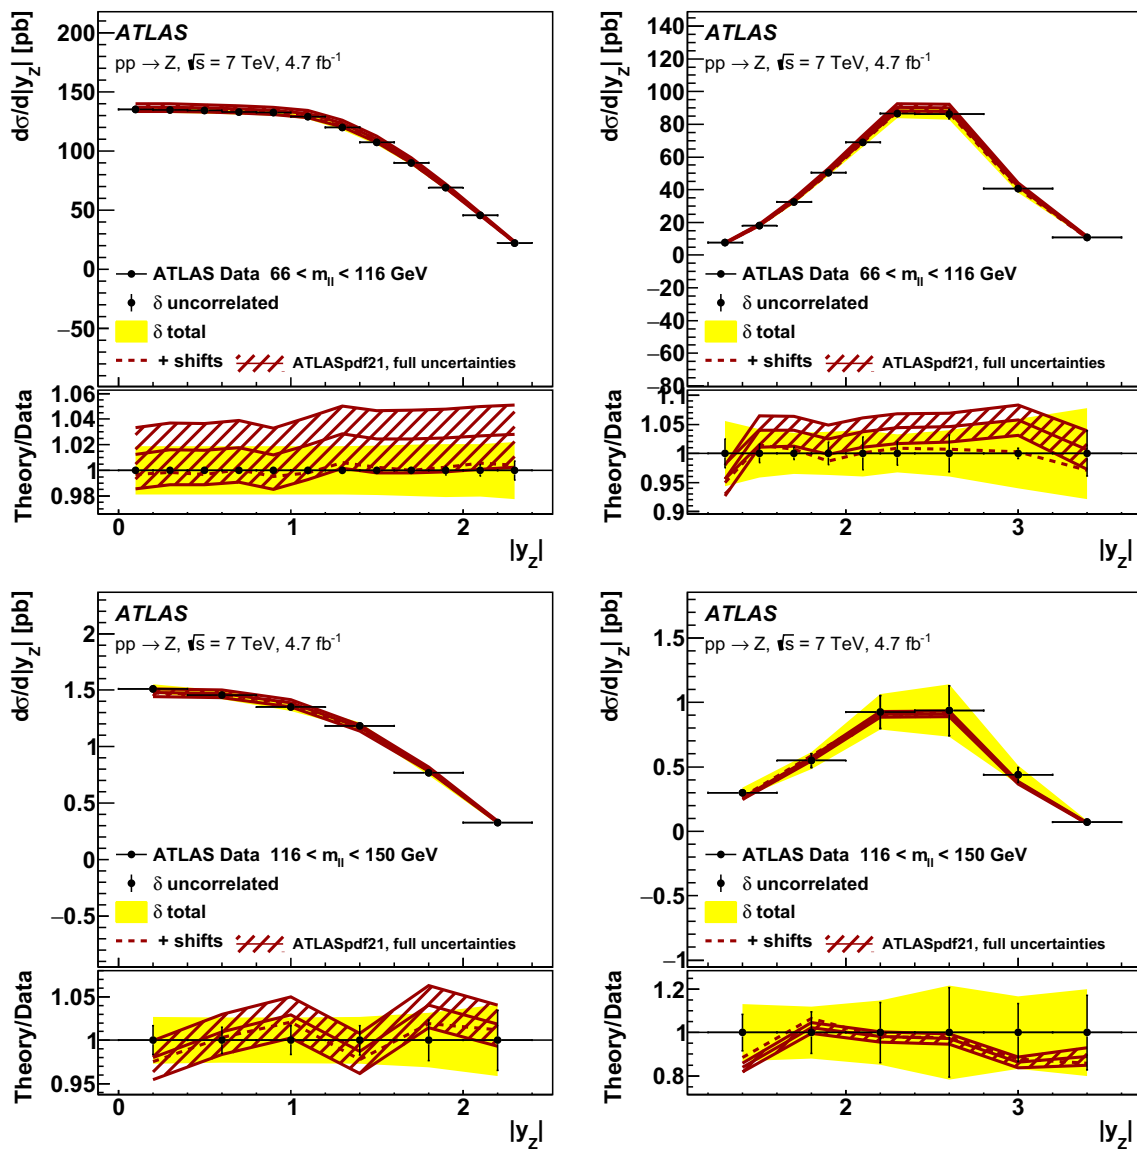 dσ/d|y_Z| [pb]
200
150
100
50
0
−50
ATLAS
pp → Z, √s = 7 TeV, 4.7 fb⁻¹
ATLAS Data 66 < m_ll < 116 GeV
δ uncorrelated
δ total
+ shifts
ATLASpdf21, full uncertainties
Theory/Data
1.06
1.04
1.02
1
0.98
0
1
2
|y_Z|
dσ/d|y_Z| [pb]
140
120
100
80
60
40
20
0
−20
−40
−60
−80
ATLAS
pp → Z, √s = 7 TeV, 4.7 fb⁻¹
ATLAS Data 66 < m_ll < 116 GeV
δ uncorrelated
δ total
+ shifts
ATLASpdf21, full uncertainties
Theory/Data
1.1
1.05
1
0.95
0.9
2
3
|y_Z|
dσ/d|y_Z| [pb]
2
1.5
1
0.5
0
−0.5
ATLAS
pp → Z, √s = 7 TeV, 4.7 fb⁻¹
ATLAS Data 116 < m_ll < 150 GeV
δ uncorrelated
δ total
+ shifts
ATLASpdf21, full uncertainties
Theory/Data
1.05
1
0.95
0
1
2
|y_Z|
dσ/d|y_Z| [pb]
1.5
1
0.5
0
−0.5
−1
ATLAS
pp → Z, √s = 7 TeV, 4.7 fb⁻¹
ATLAS Data 116 < m_ll < 150 GeV
δ uncorrelated
δ total
+ shifts
ATLASpdf21, full uncertainties
Theory/Data
1.2
1
0.8
2
3
|y_Z|